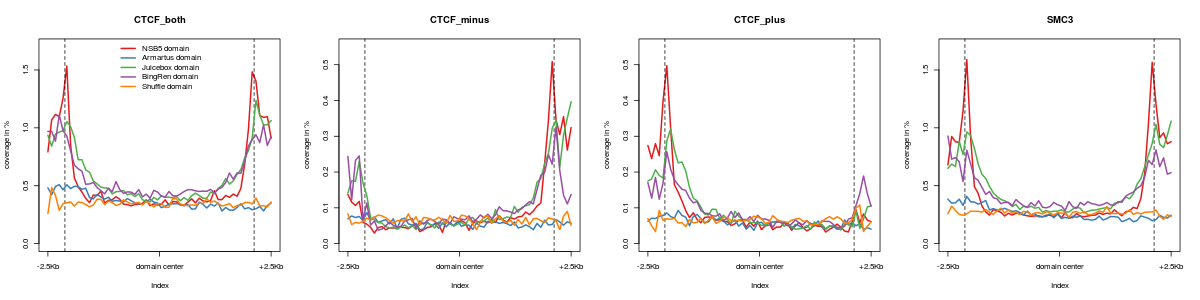 CTCF_both
coverage in %
0.0
0.5
1.0
1.5
NSB5 domain
Armartus domain
Juicebox domain
BingRen domain
Shuffle domain
-2.5Kb
domain center
+2.5Kb
Index
CTCF_minus
coverage in %
0.0
0.1
0.2
0.3
0.4
0.5
-2.5Kb
domain center
+2.5Kb
Index
CTCF_plus
coverage in %
0.0
0.1
0.2
0.3
0.4
0.5
-2.5Kb
domain center
+2.5Kb
Index
SMC3
coverage in %
0.0
0.5
1.0
1.5
-2.5Kb
domain center
+2.5Kb
Index